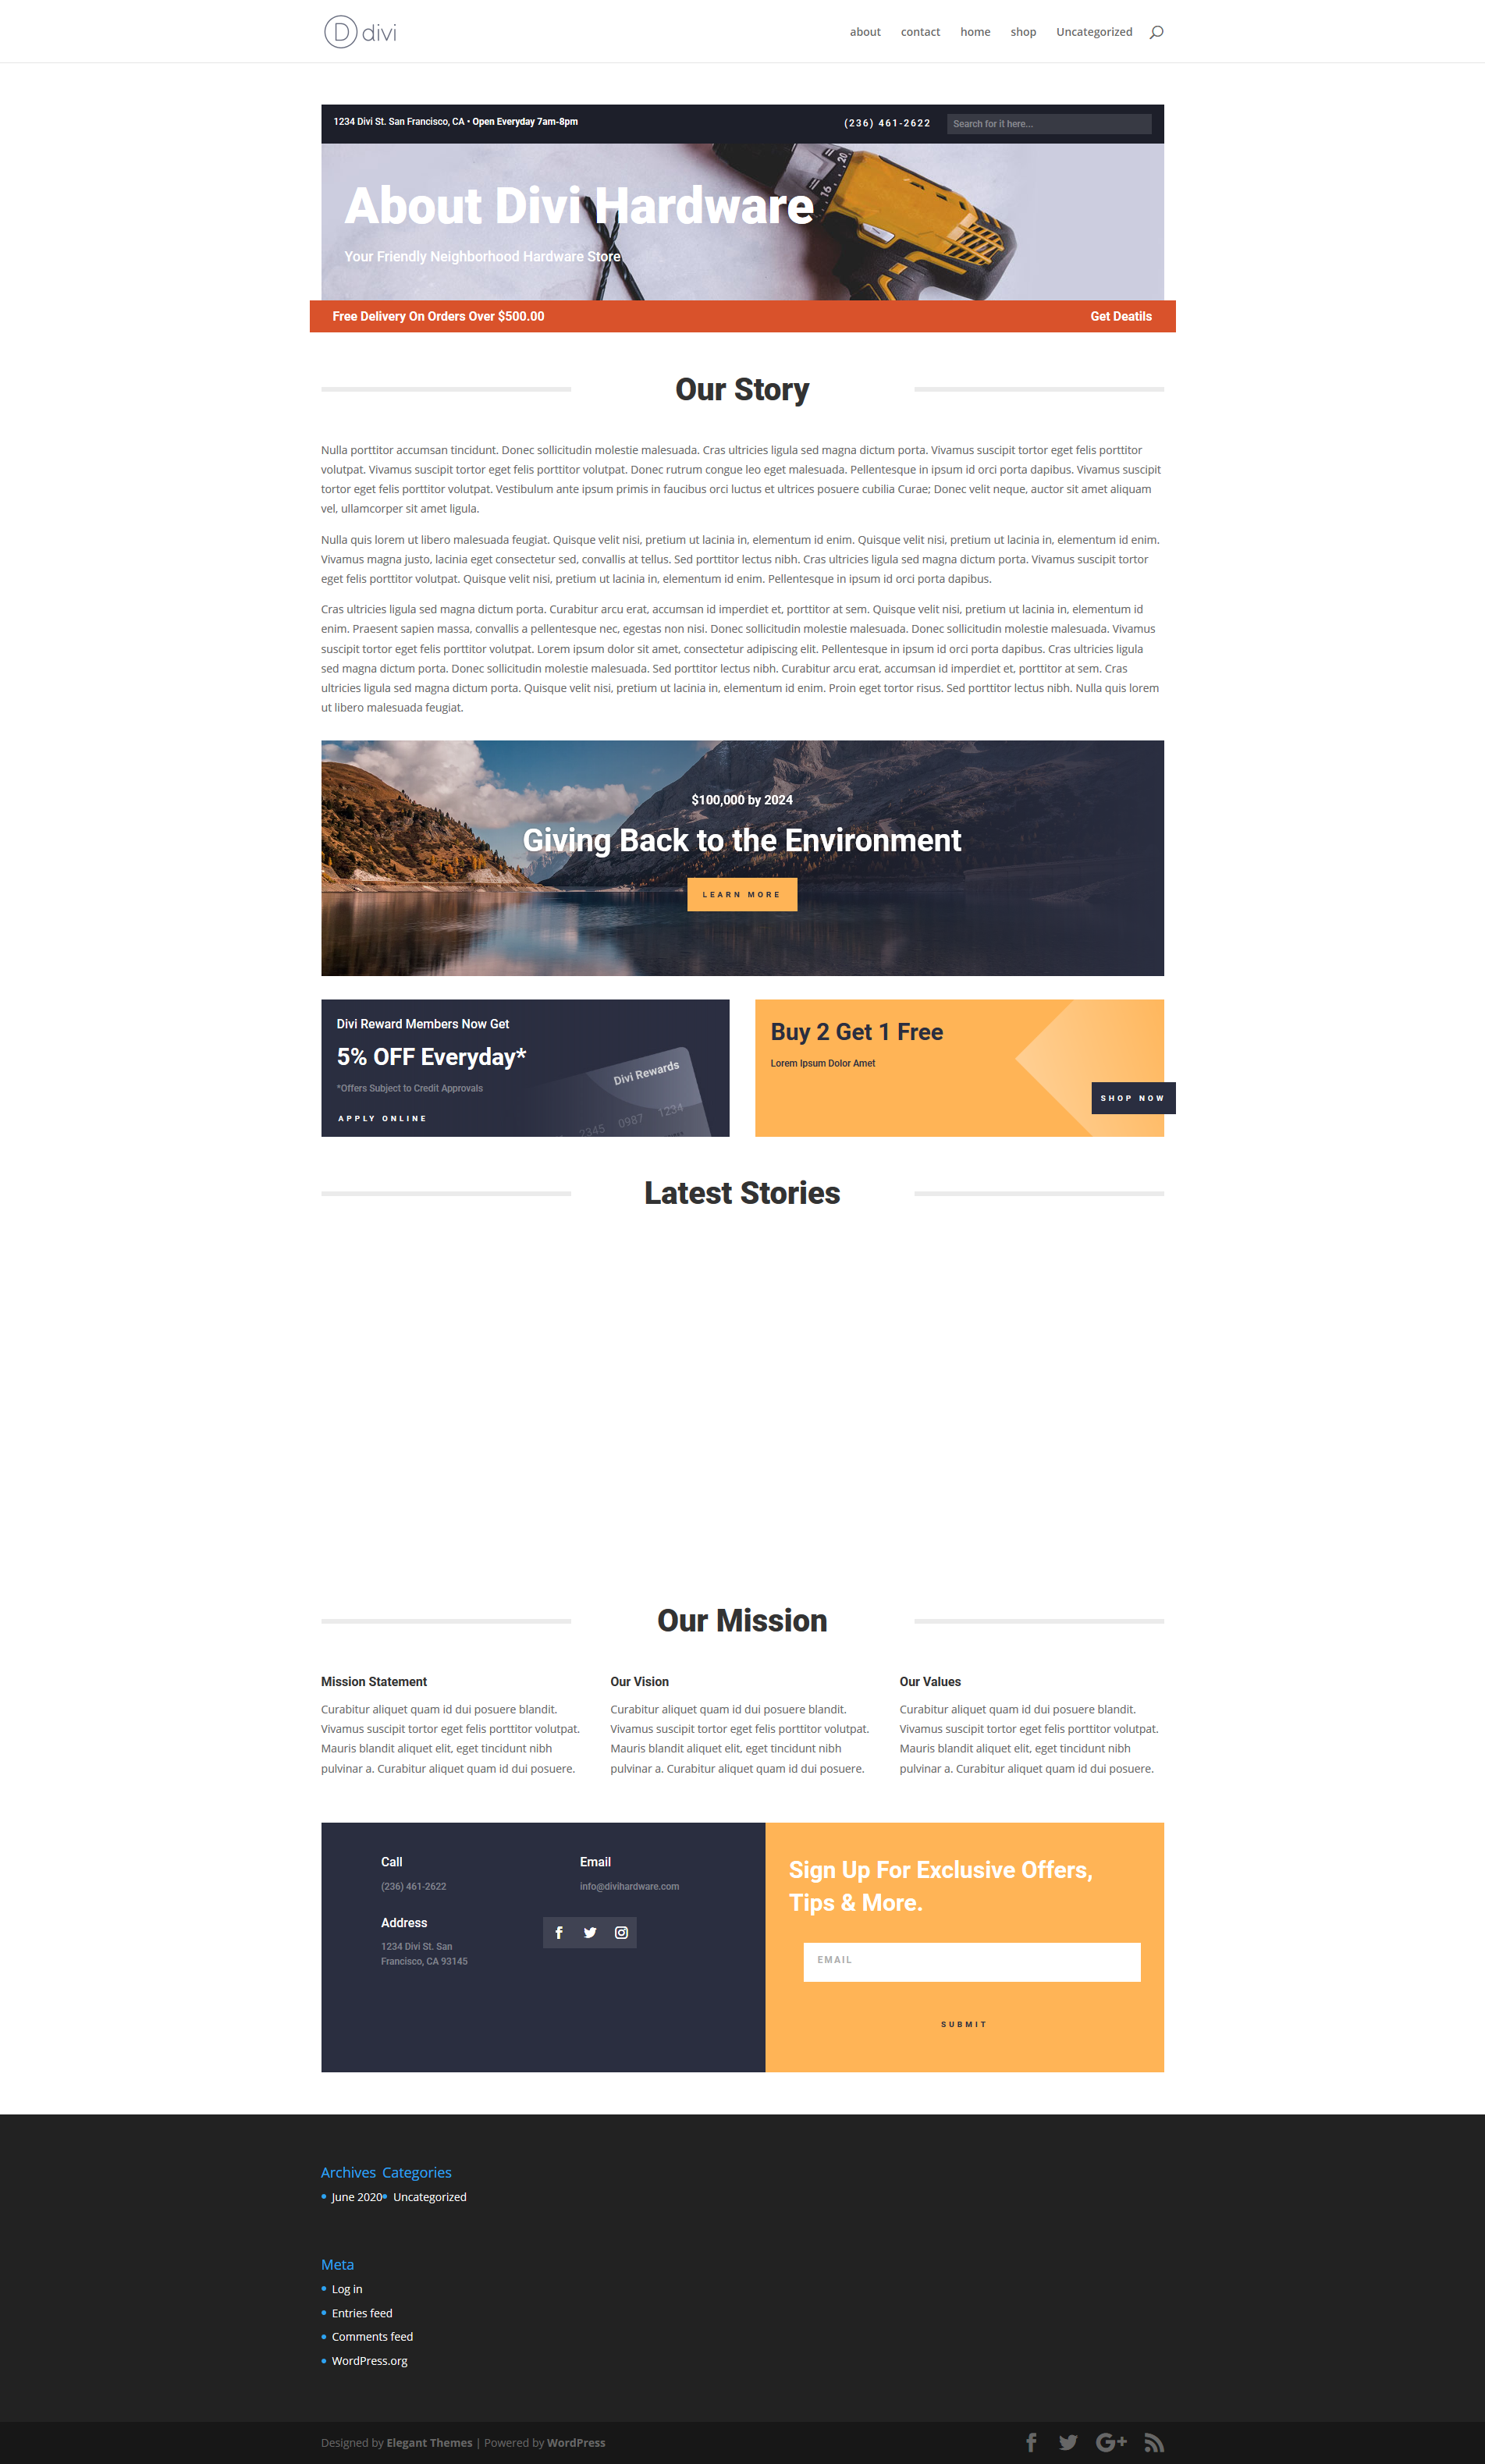 D divi
about contact home shop Uncategorized
1234 Divi St. San Francisco, CA • Open Everyday 7am-8pm
(236) 461-2622
Search for it here...
20
16
About Divi Hardware
Your Friendly Neighborhood Hardware Store
Free Delivery On Orders Over $500.00
Get Deatils
Our Story
Nulla porttitor accumsan tincidunt. Donec sollicitudin molestie malesuada. Cras ultricies ligula sed magna dictum porta. Vivamus suscipit tortor eget felis porttitor
volutpat. Vivamus suscipit tortor eget felis porttitor volutpat. Donec rutrum congue leo eget malesuada. Pellentesque in ipsum id orci porta dapibus. Vivamus suscipit
tortor eget felis porttitor volutpat. Vestibulum ante ipsum primis in faucibus orci luctus et ultrices posuere cubilia Curae; Donec velit neque, auctor sit amet aliquam
vel, ullamcorper sit amet ligula.
Nulla quis lorem ut libero malesuada feugiat. Quisque velit nisi, pretium ut lacinia in, elementum id enim. Quisque velit nisi, pretium ut lacinia in, elementum id enim.
Vivamus magna justo, lacinia eget consectetur sed, convallis at tellus. Sed porttitor lectus nibh. Cras ultricies ligula sed magna dictum porta. Vivamus suscipit tortor
eget felis porttitor volutpat. Quisque velit nisi, pretium ut lacinia in, elementum id enim. Pellentesque in ipsum id orci porta dapibus.
Cras ultricies ligula sed magna dictum porta. Curabitur arcu erat, accumsan id imperdiet et, porttitor at sem. Quisque velit nisi, pretium ut lacinia in, elementum id
enim. Praesent sapien massa, convallis a pellentesque nec, egestas non nisi. Donec sollicitudin molestie malesuada. Donec sollicitudin molestie malesuada. Vivamus
suscipit tortor eget felis porttitor volutpat. Lorem ipsum dolor sit amet, consectetur adipiscing elit. Pellentesque in ipsum id orci porta dapibus. Cras ultricies ligula
sed magna dictum porta. Donec sollicitudin molestie malesuada. Sed porttitor lectus nibh. Curabitur arcu erat, accumsan id imperdiet et, porttitor at sem. Cras
ultricies ligula sed magna dictum porta. Quisque velit nisi, pretium ut lacinia in, elementum id enim. Proin eget tortor risus. Sed porttitor lectus nibh. Nulla quis lorem
ut libero malesuada feugiat.
$100,000 by 2024
Giving Back to the Environment
LEARN MORE
Divi Reward Members Now Get
5% OFF Everyday*
*Offers Subject to Credit Approvals
APPLY ONLINE
Divi Rewards
2345 0987 1234
Buy 2 Get 1 Free
Lorem Ipsum Dolor Amet
SHOP NOW
Latest Stories
Our Mission
Mission Statement
Curabitur aliquet quam id dui posuere blandit.
Vivamus suscipit tortor eget felis porttitor volutpat.
Mauris blandit aliquet elit, eget tincidunt nibh
pulvinar a. Curabitur aliquet quam id dui posuere.
Our Vision
Curabitur aliquet quam id dui posuere blandit.
Vivamus suscipit tortor eget felis porttitor volutpat.
Mauris blandit aliquet elit, eget tincidunt nibh
pulvinar a. Curabitur aliquet quam id dui posuere.
Our Values
Curabitur aliquet quam id dui posuere blandit.
Vivamus suscipit tortor eget felis porttitor volutpat.
Mauris blandit aliquet elit, eget tincidunt nibh
pulvinar a. Curabitur aliquet quam id dui posuere.
Call
(236) 461-2622
Email
info@divihardware.com
Address
1234 Divi St. San
Francisco, CA 93145
Sign Up For Exclusive Offers,
Tips & More.
EMAIL
SUBMIT
Archives
June 2020
Categories
Uncategorized
Meta
Log in
Entries feed
Comments feed
WordPress.org
Designed by Elegant Themes | Powered by WordPress